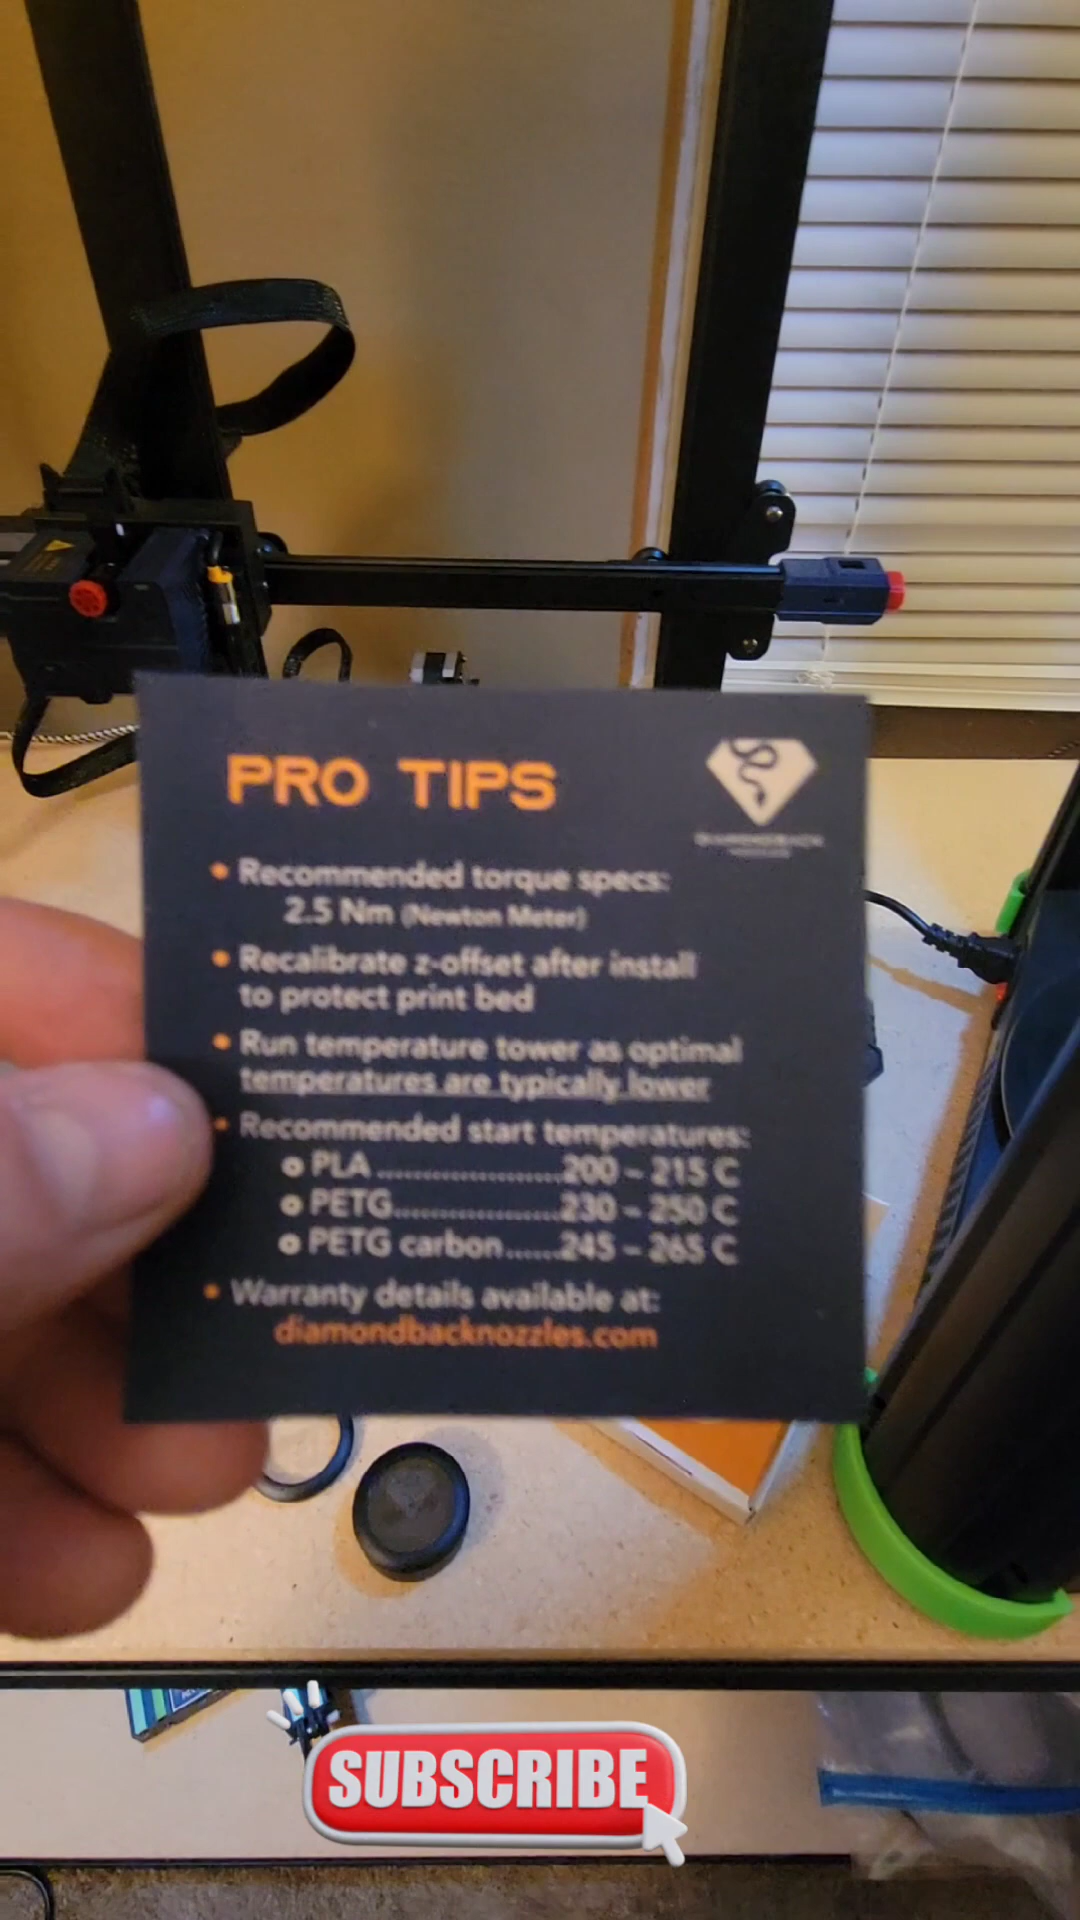 PRO TIPS
DIAMONDBACK
• Recommended torque specs:
2.5 Nm (Newton Meter)
• Recalibrate z-offset after install
to protect print bed
• Run temperature tower as optimal
temperatures are typically lower
• Recommended start temperatures:
o PLA......................200 – 215 C
o PETG....................230 – 250 C
o PETG carbon......245 – 265 C
• Warranty details available at:
diamondbacknozzles.com
SUBSCRIBE